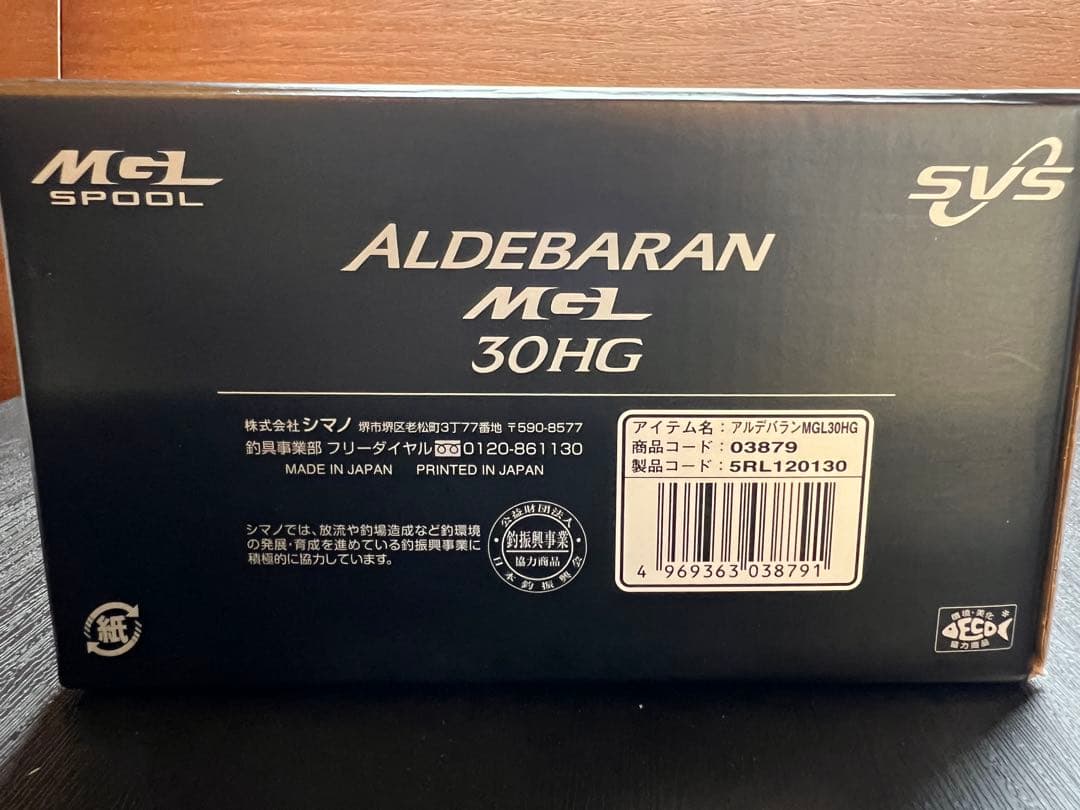 MGL
SPOOL
SVS
ALDEBARAN
MGL
30HG
株式会社 シマノ 堺市堺区老松町3丁77番地 〒590-8577
釣具事業部 フリーダイヤル 0120-861130
MADE IN JAPAN PRINTED IN JAPAN
シマノでは、放流や釣場造成など釣環境
の発展・育成を進めている釣振興事業に
積極的に協力しています。
公益財団法人
釣振興事業
協力商品
日本釣振興会
アイテム名：アルデバランMGL30HG
商品コード：03879
製品コード：5RL120130
4 969363 038791
紙
環境・美化
ECO
協力商品